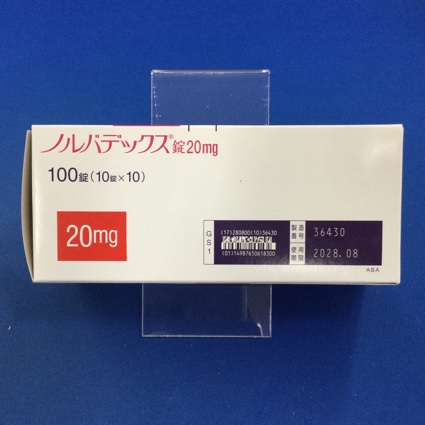 ノルバデックス®錠20mg
100錠(10錠×10)
20mg
GS1
(17)280800(10)36430
(01)14987650618300
製造番号 36430
使用期限 2028.08
ABA